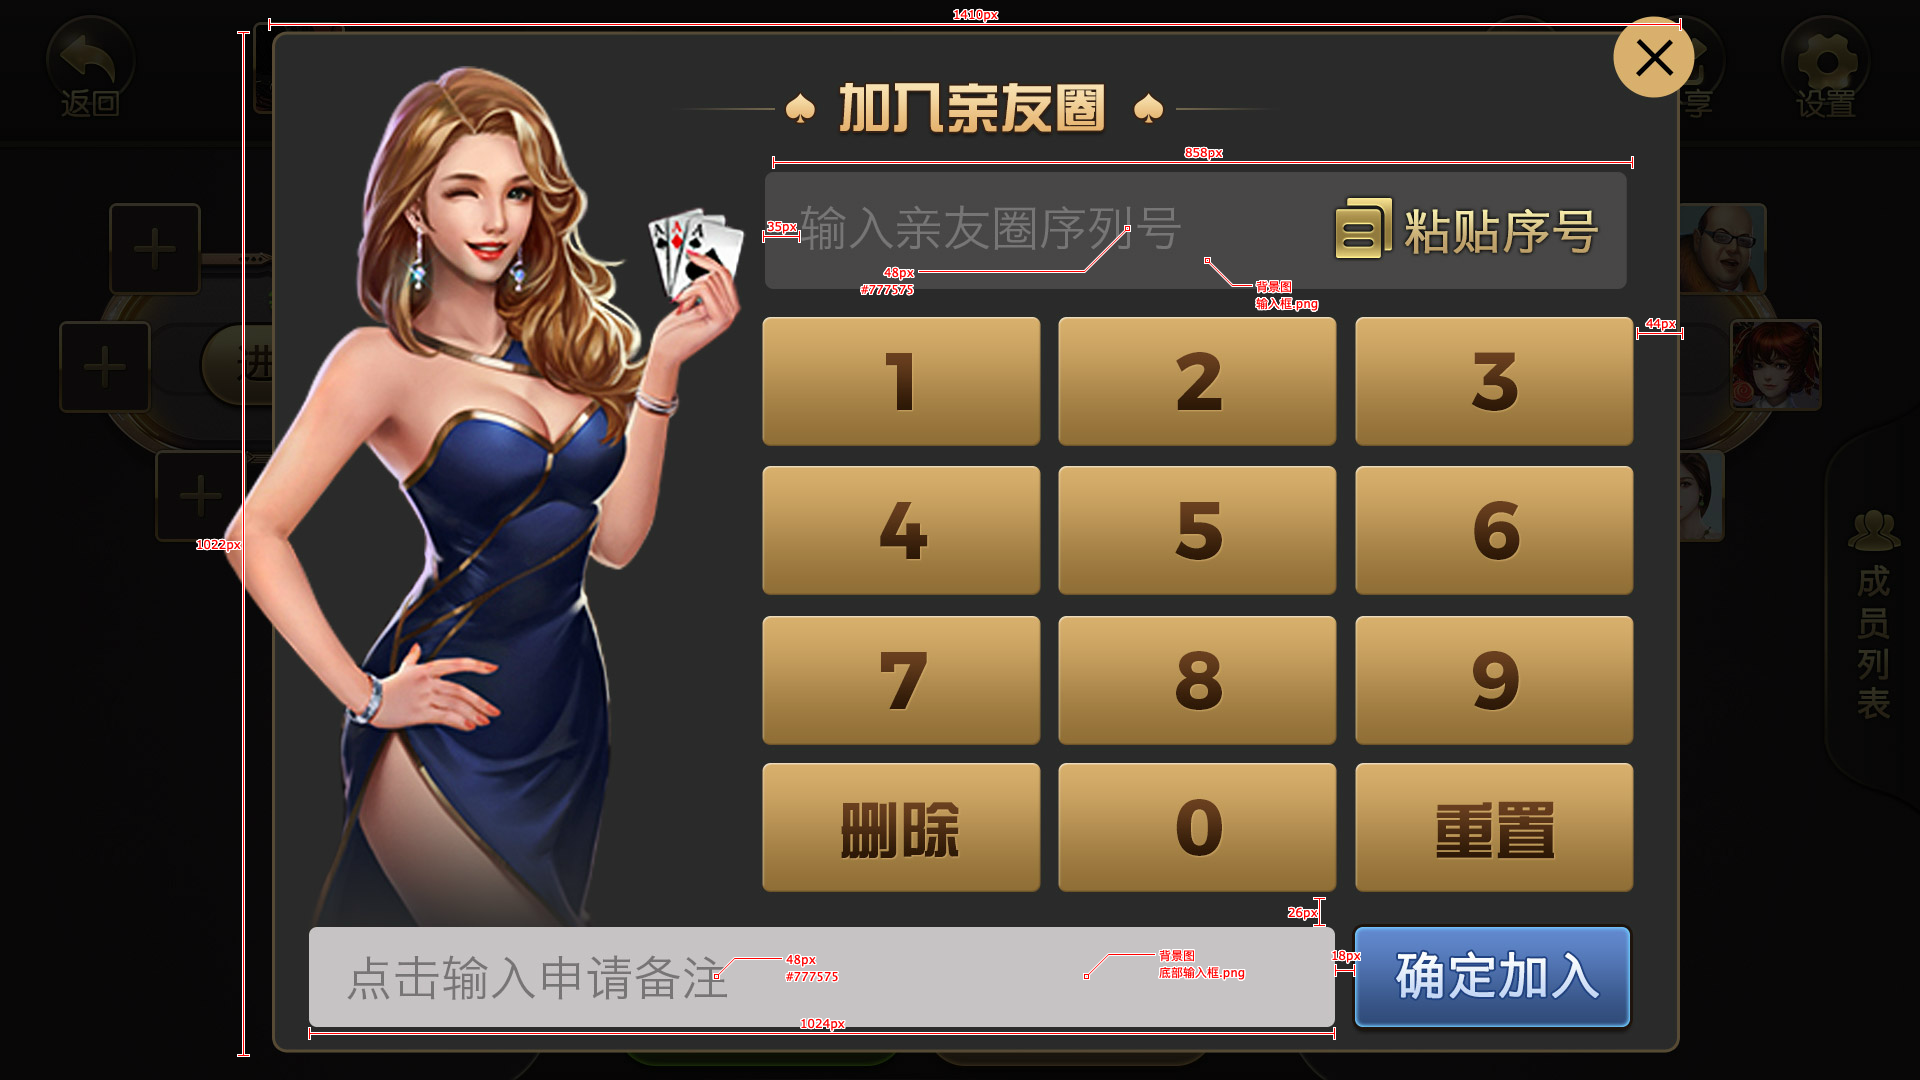 1410px
返回
享
设置
加入亲友圈
858px
35px
输入亲友圈序列号
粘贴序号
48px
#777575
背景图
输入框.png
44px
进
1
2
3
4
5
6
1022px
7
8
9
成员列表
删除
0
重置
26px
点击输入申请备注
48px
#777575
背景图
底部输入框.png
18px
确定加入
1024px